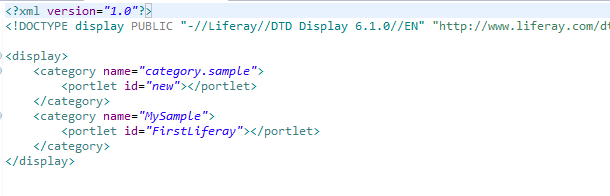 <?xml version="1.0"?>
<!DOCTYPE display PUBLIC "-//Liferay//DTD Display 6.1.0//EN" "http://www.liferay.com/dt
<display>
<category name="category.sample">
<portlet id="new"></portlet>
</category>
<category name="MySample">
<portlet id="FirstLiferay"></portlet>
</category>
</display>